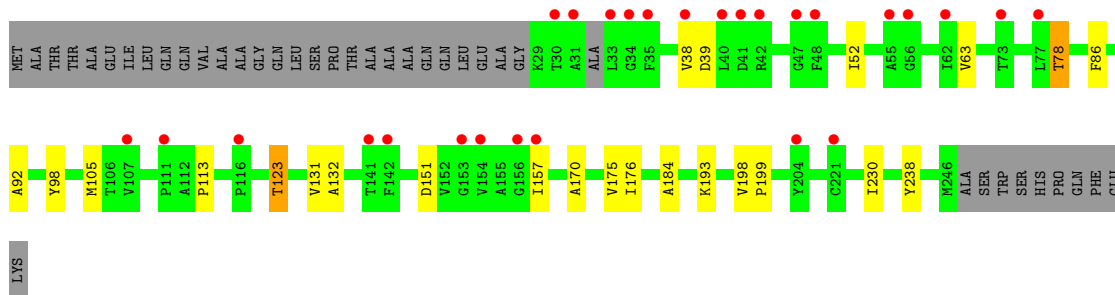 MET ALA THR THR ALA GLU ILE LEU GLN GLN VAL ALA ALA GLY GLN LEU SER PRO THR ALA ALA ALA GLN GLN LEU GLU ALA GLY K29 T30 A31 ALA L33 G34 F35 V38 D39 L40 D41 R42 G47 F48 I52 A55 G56 I62 V63 T73 L77 T78 F86
A92 Y98 M105 T106 V107 P111 A112 P113 P116 T123 V131 A132 T141 F142 D151 V152 G153 V154 A155 G156 I157 A170 V175 I176 A184 K193 V198 P199 Y204 C221 I230 Y238 M246 ALA SER TRP SER HIS PRO GLN PHE GLU
LYS